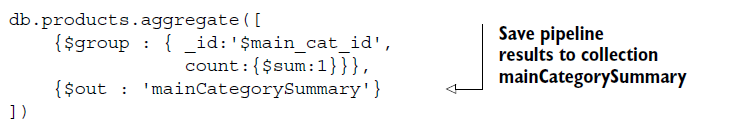 db.products.aggregate([
    {$group : { _id:'$main_cat_id',
                count:{$sum:1}}},
    {$out : 'mainCategorySummary'}
])
Save pipeline
results to collection
mainCategorySummary